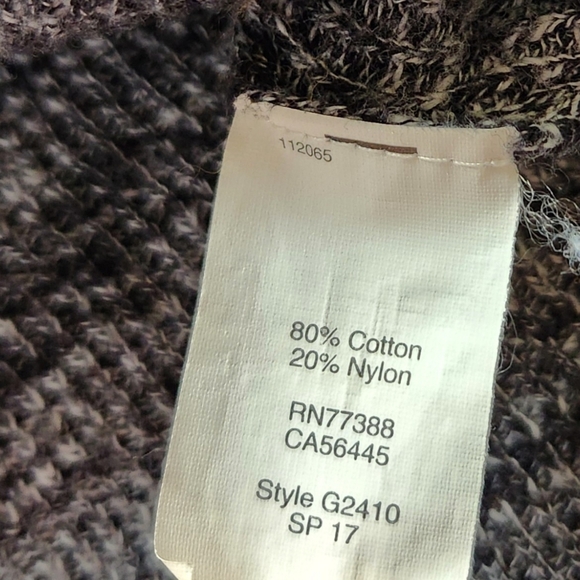 112065
80% Cotton
20% Nylon
RN77388
CA56445
Style G2410
SP 17